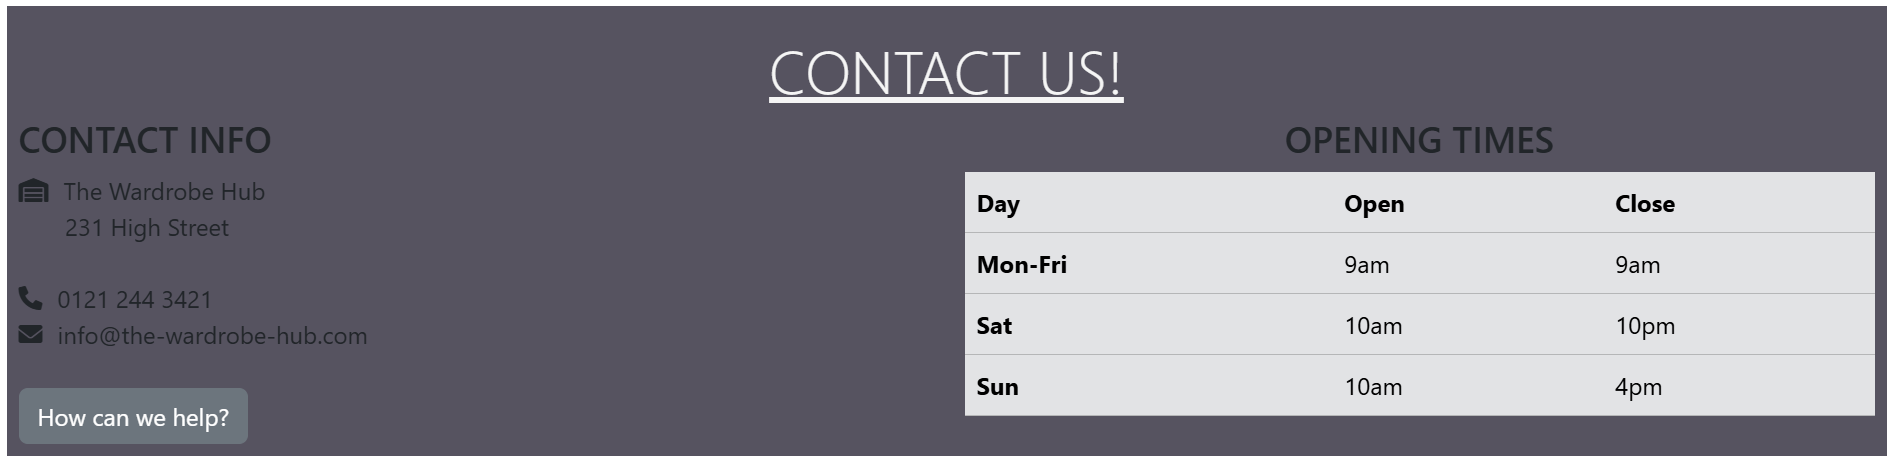 CONTACT US!
CONTACT INFO
The Wardrobe Hub
231 High Street
0121 244 3421
info@the-wardrobe-hub.com
How can we help?
OPENING TIMES
Day Open Close
Mon-Fri 9am 9am
Sat 10am 10pm
Sun 10am 4pm